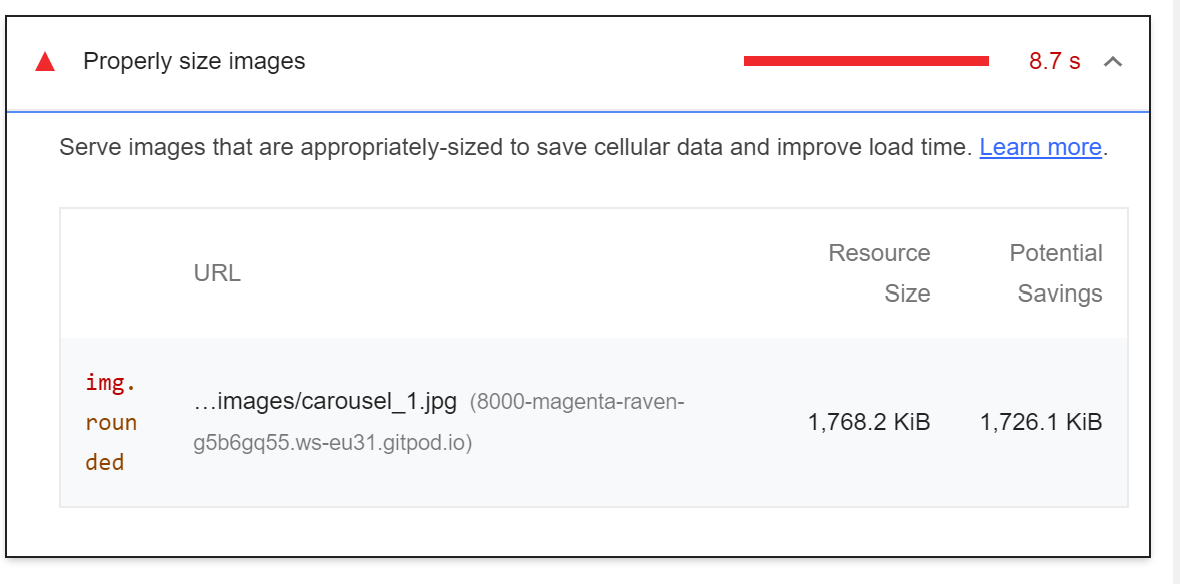 Properly size images 8.7 s
Serve images that are appropriately-sized to save cellular data and improve load time. Learn more.
URL
Resource
Size
Potential
Savings
img.
roun
ded
…images/carousel_1.jpg (8000-magenta-raven-
g5b6gq55.ws-eu31.gitpod.io)
1,768.2 KiB
1,726.1 KiB